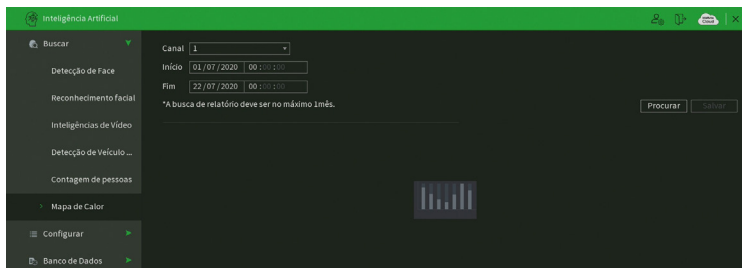 Inteligência Artificial
Buscar
Detecção de Face
Reconhecimento facial
Inteligências de Vídeo
Detecção de Veículo ...
Contagem de pessoas
Mapa de Calor
Configurar
Banco de Dados
Canal 1
Início 01/07/2020 00:00:00
Fim 22/07/2020 00:00:00
*A busca de relatório deve ser no máximo 1mês.
Procurar Salvar